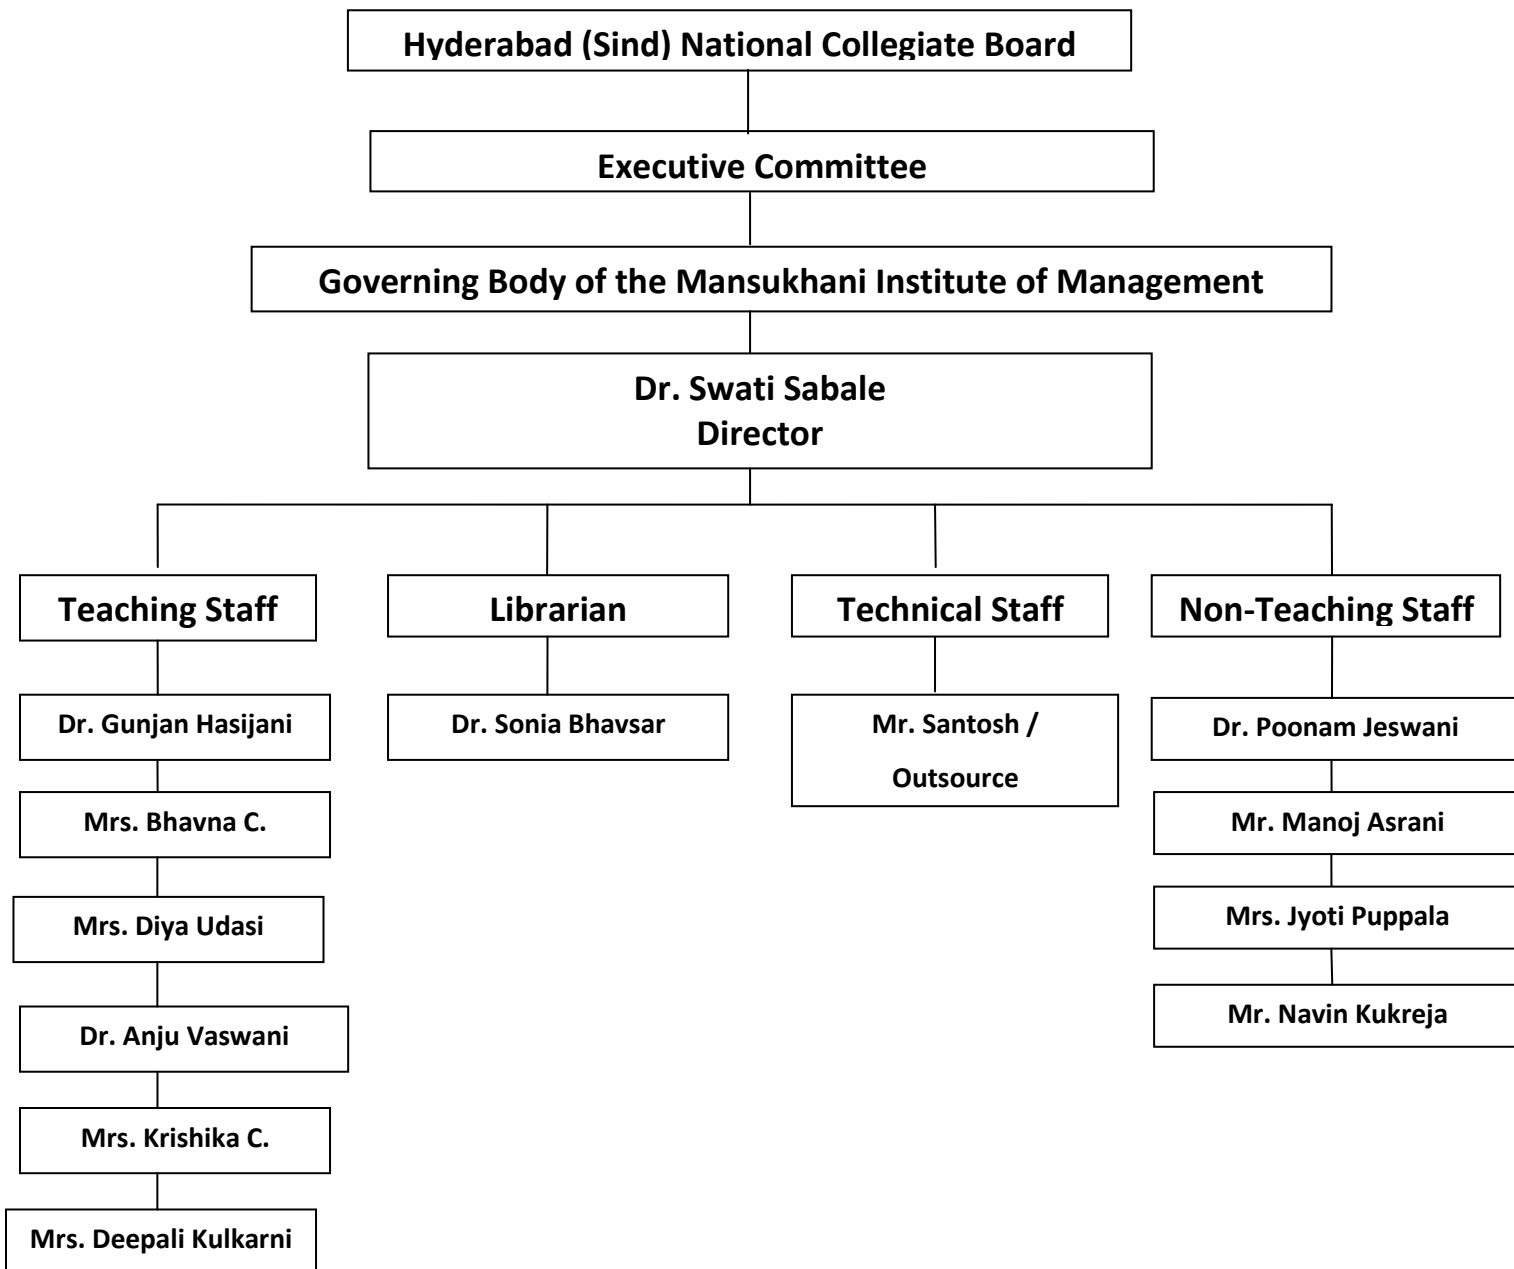 Hyderabad (Sind) National Collegiate Board
Executive Committee
Governing Body of the Mansukhani Institute of Management
Dr. Swati Sabale
Director
Teaching Staff
Librarian
Technical Staff
Non-Teaching Staff
Dr. Gunjan Hasijani
Mrs. Bhavna C.
Mrs. Diya Udasi
Dr. Anju Vaswani
Mrs. Krishika C.
Mrs. Deepali Kulkarni
Dr. Sonia Bhavsar
Mr. Santosh /
Outsource
Dr. Poonam Jeswani
Mr. Manoj Asrani
Mrs. Jyoti Puppala
Mr. Navin Kukreja